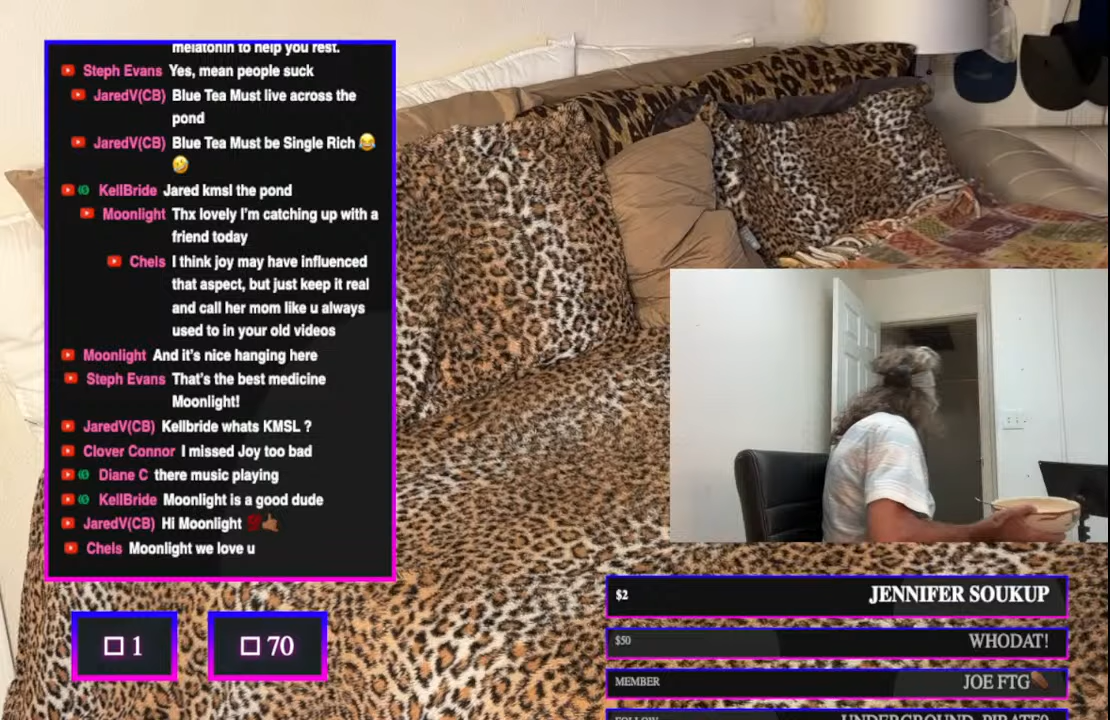 melatonin to help you rest.
Steph Evans Yes, mean people suck
JaredV(CB) Blue Tea Must live across the
pond
JaredV(CB) Blue Tea Must be Single Rich 😂
🤣
KellBride Jared kmsl the pond
Moonlight Thx lovely I'm catching up with a
friend today
Chels I think joy may have influenced
that aspect, but just keep it real
and call her mom like u always
used to in your old videos
Moonlight And it's nice hanging here
Steph Evans That's the best medicine
Moonlight!
JaredV(CB) Kellbride whats KMSL ?
Clover Connor I missed Joy too bad
Diane C there music playing
KellBride Moonlight is a good dude
JaredV(CB) Hi Moonlight 💯🤙🏾
Chels Moonlight we love u
1
70
$2 JENNIFER SOUKUP
$50 WHODAT!
MEMBER JOE FTG
FOLLOW UNDERGROUND_PIRATE2